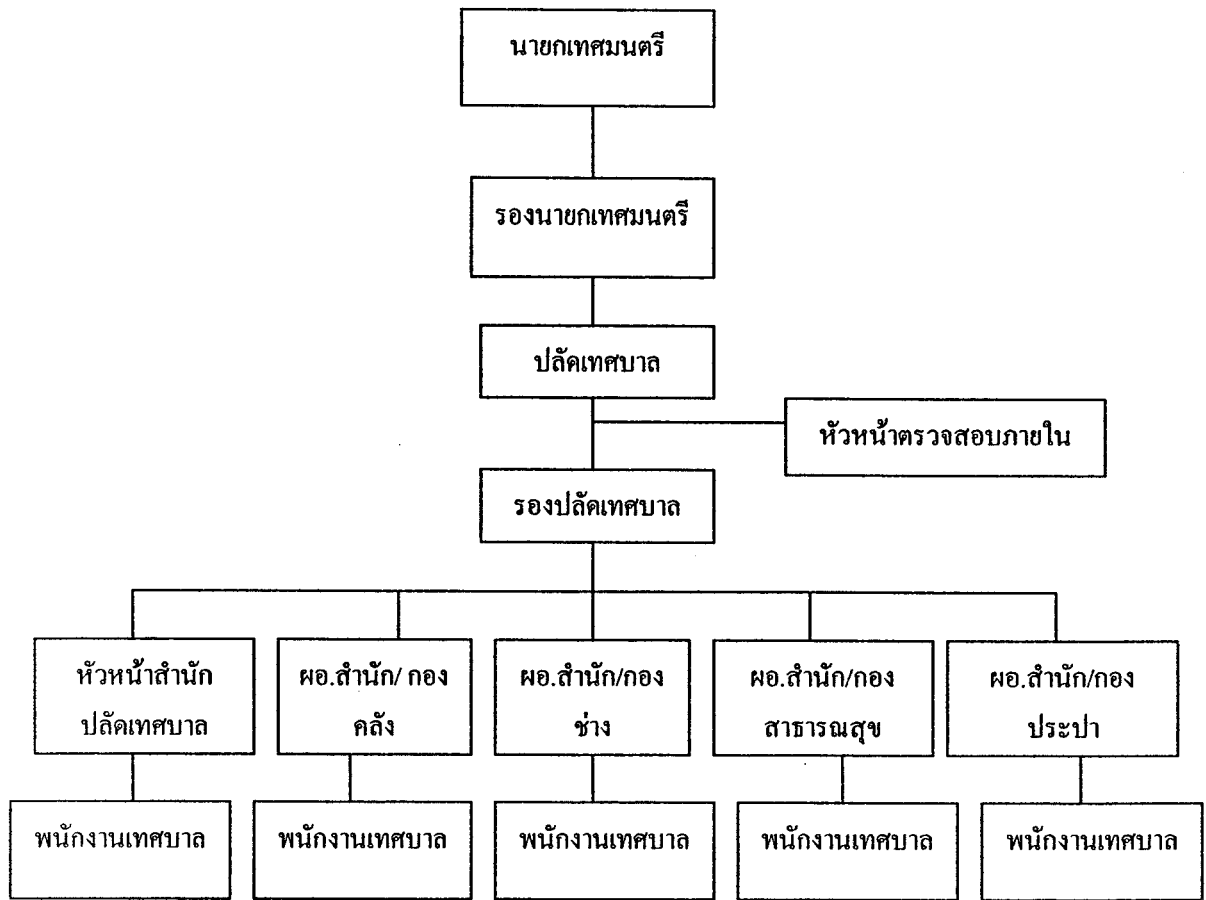 นายกเทศมนตรี
รองนายกเทศมนตรี
ปลัดเทศบาล
หัวหน้าตรวจสอบภายใน
รองปลัดเทศบาล
หัวหน้าสำนัก
ปลัดเทศบาล
ผอ.สำนัก/ กอง
คลัง
ผอ.สำนัก/กอง
ช่าง
ผอ.สำนัก/กอง
สาธารณสุข
ผอ.สำนัก/กอง
ประปา
พนักงานเทศบาล
พนักงานเทศบาล
พนักงานเทศบาล
พนักงานเทศบาล
พนักงานเทศบาล